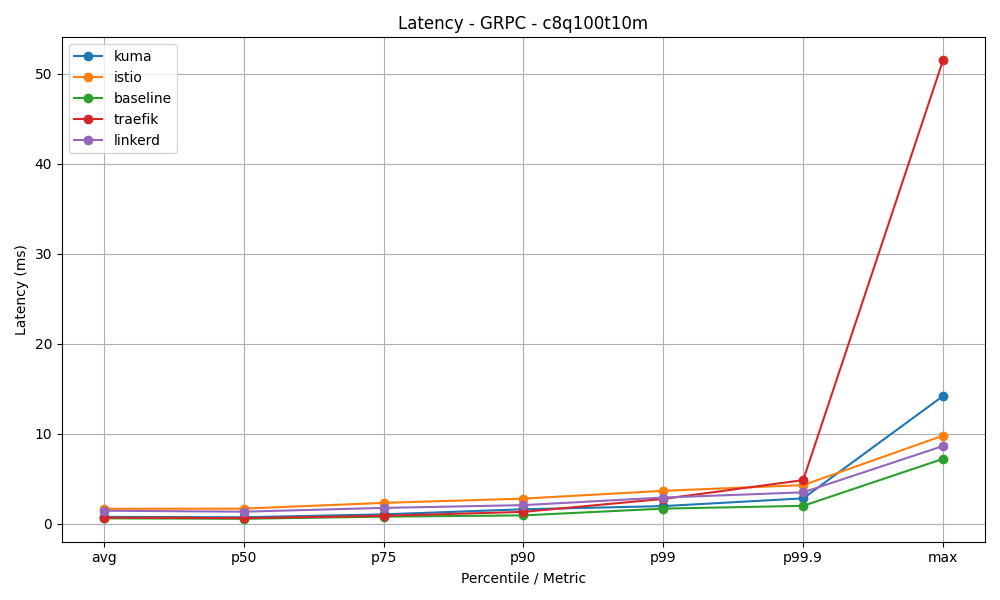 Latency - GRPC - c8q100t10m
kuma
istio
baseline
traefik
linkerd
Latency (ms)
50
40
30
20
10
0
avg p50 p75 p90 p99 p99.9 max
Percentile / Metric